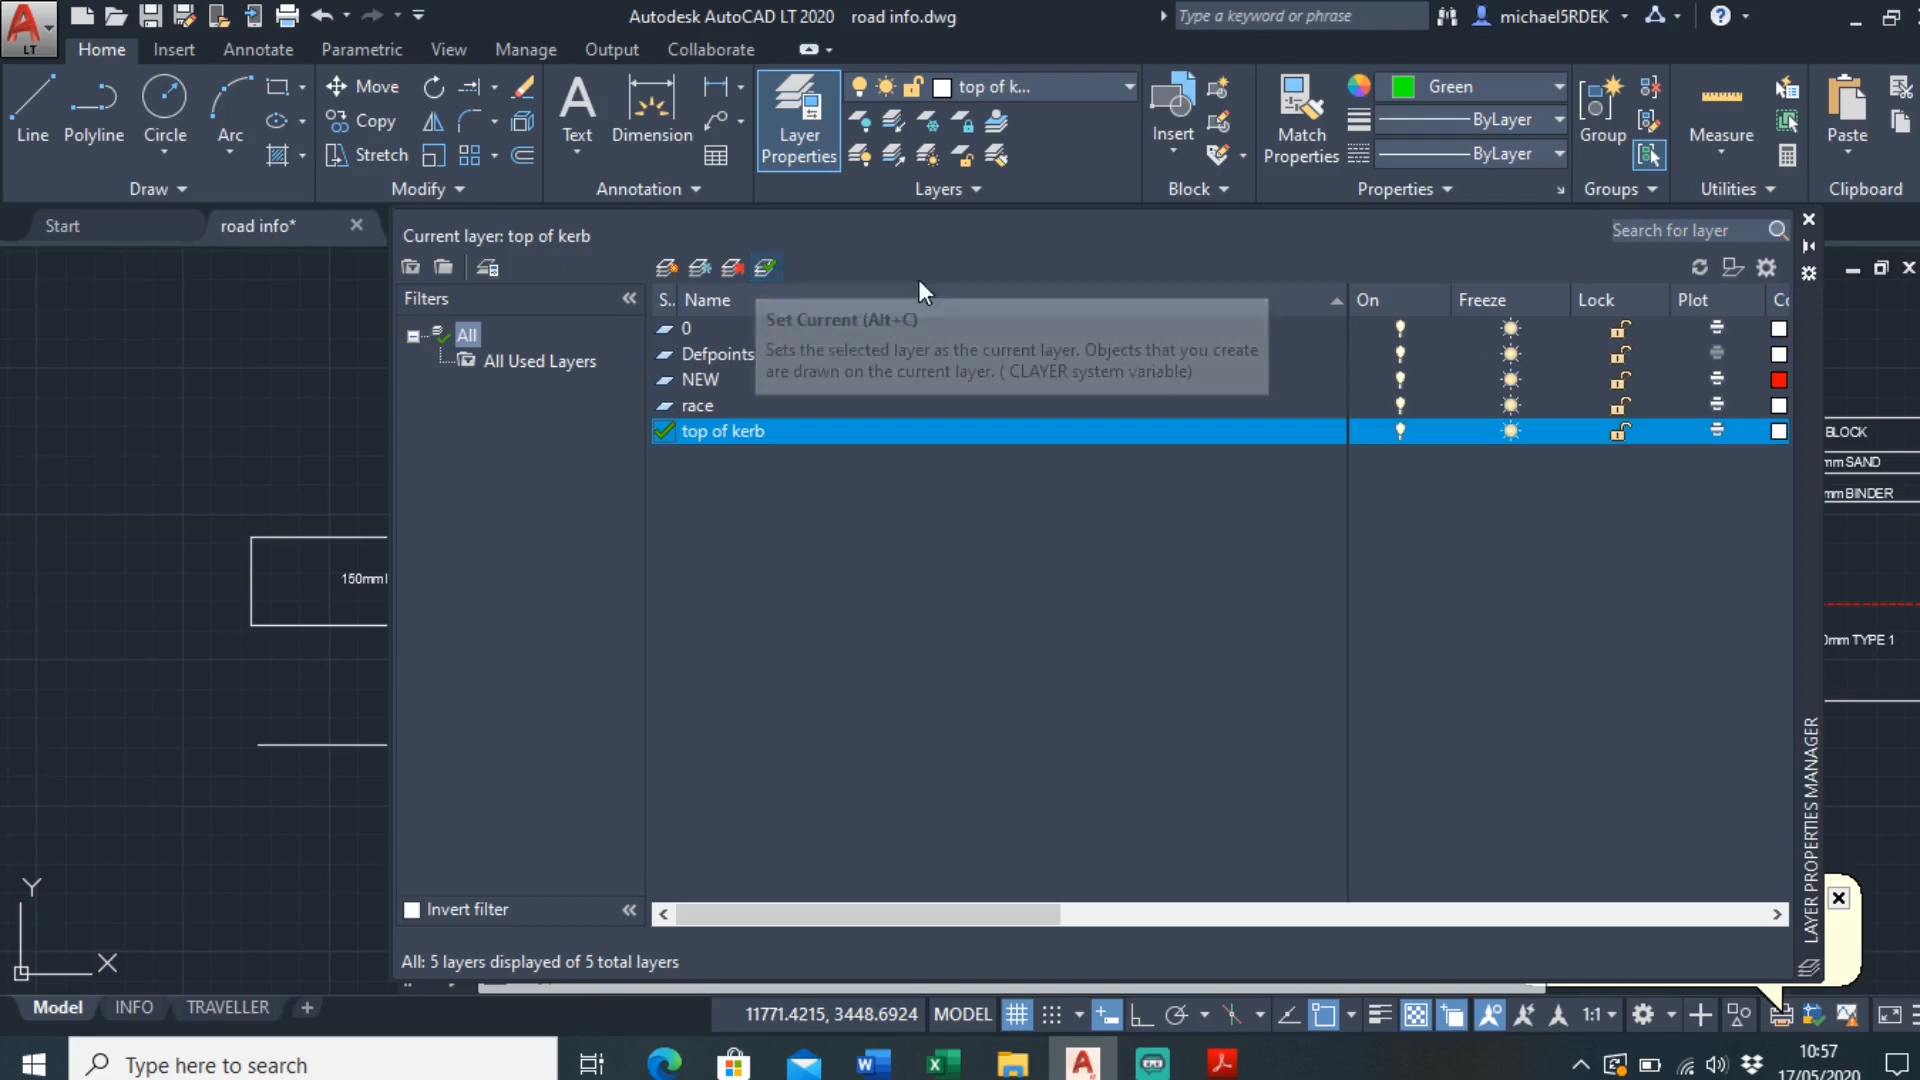 Autodesk AutoCAD LT 2020 road info.dwg
Type a keyword or phrase
michael5RDEK
LT
Home Insert Annotate Parametric View Manage Output Collaborate
Line Polyline Circle Arc
Move
Copy
Stretch
Text Dimension
Layer Properties
top of k...
Insert
Match Properties
Green
ByLayer
ByLayer
Group
Measure
Paste
Draw Modify Annotation Layers Block Properties Groups Utilities Clipboard
Start road info*
Current layer: top of kerb
Search for layer
Filters
S.. Name On Freeze Lock Plot
All
All Used Layers
0
Defpoints
NEW
race
top of kerb
Set Current (Alt+C)
Sets the selected layer as the current layer. Objects that you create
are drawn on the current layer. ( CLAYER system variable)
BLOCK
mm SAND
mm BINDER
mm TYPE 1
150mm
LAYER PROPERTIES MANAGER
Invert filter
All: 5 layers displayed of 5 total layers
Y
X
Model INFO TRAVELLER +
11771.4215, 3448.6924 MODEL 1:1
Type here to search
10:57
17/05/2020